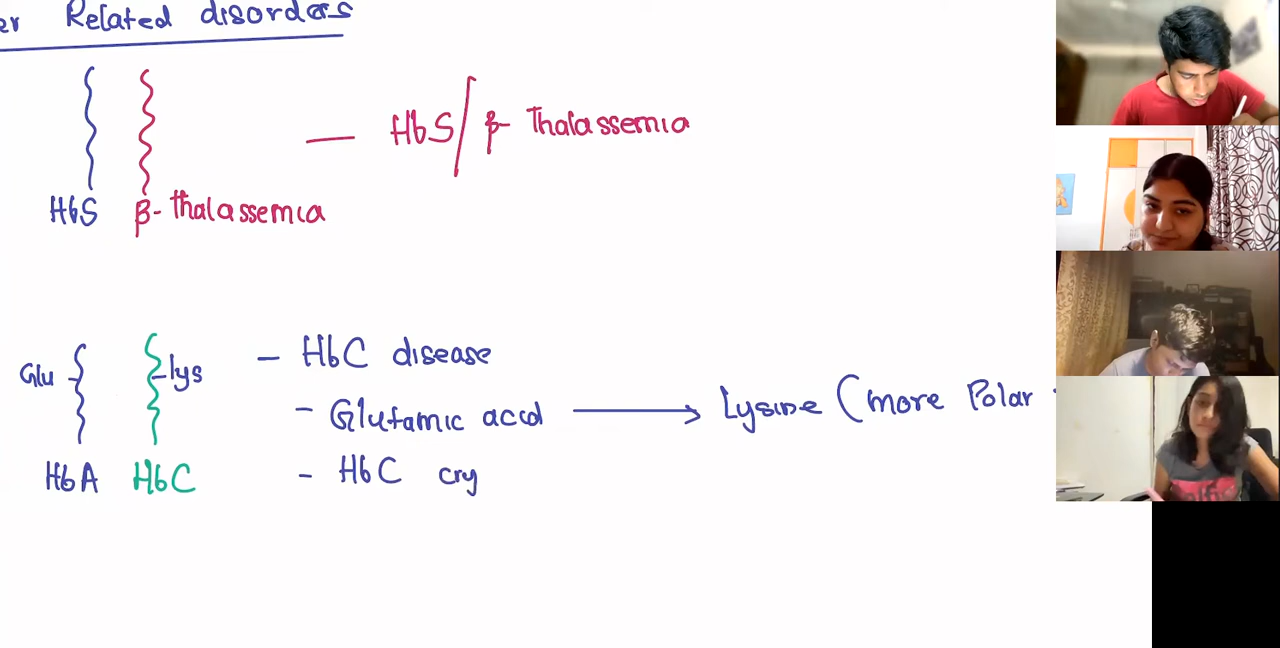 er Related disorders
HbS β- thalassemia
— HbS/β- Thalassemia
Glu lys
HbA HbC
— HbC disease
- Glutamic acid → Lysine (more Polar
- HbC cry